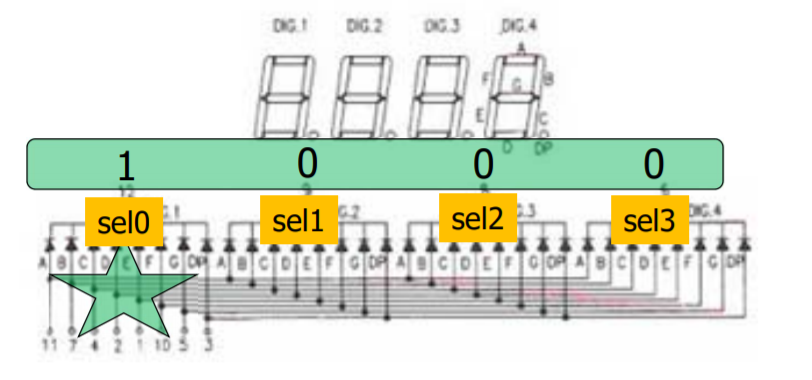 DIG.1 DIG.2 DIG.3 DIG.4
A
F B
G
E C
D DP
1 0 0 0
12 9 8 6
sel0 G.1 sel1 G.2 sel2 G.3 sel3 DIG.4
A B C D E F G DP A B C D E F G DP A B C D E F G DP A B C D E F G DP
11 7 4 2 1 10 5 3